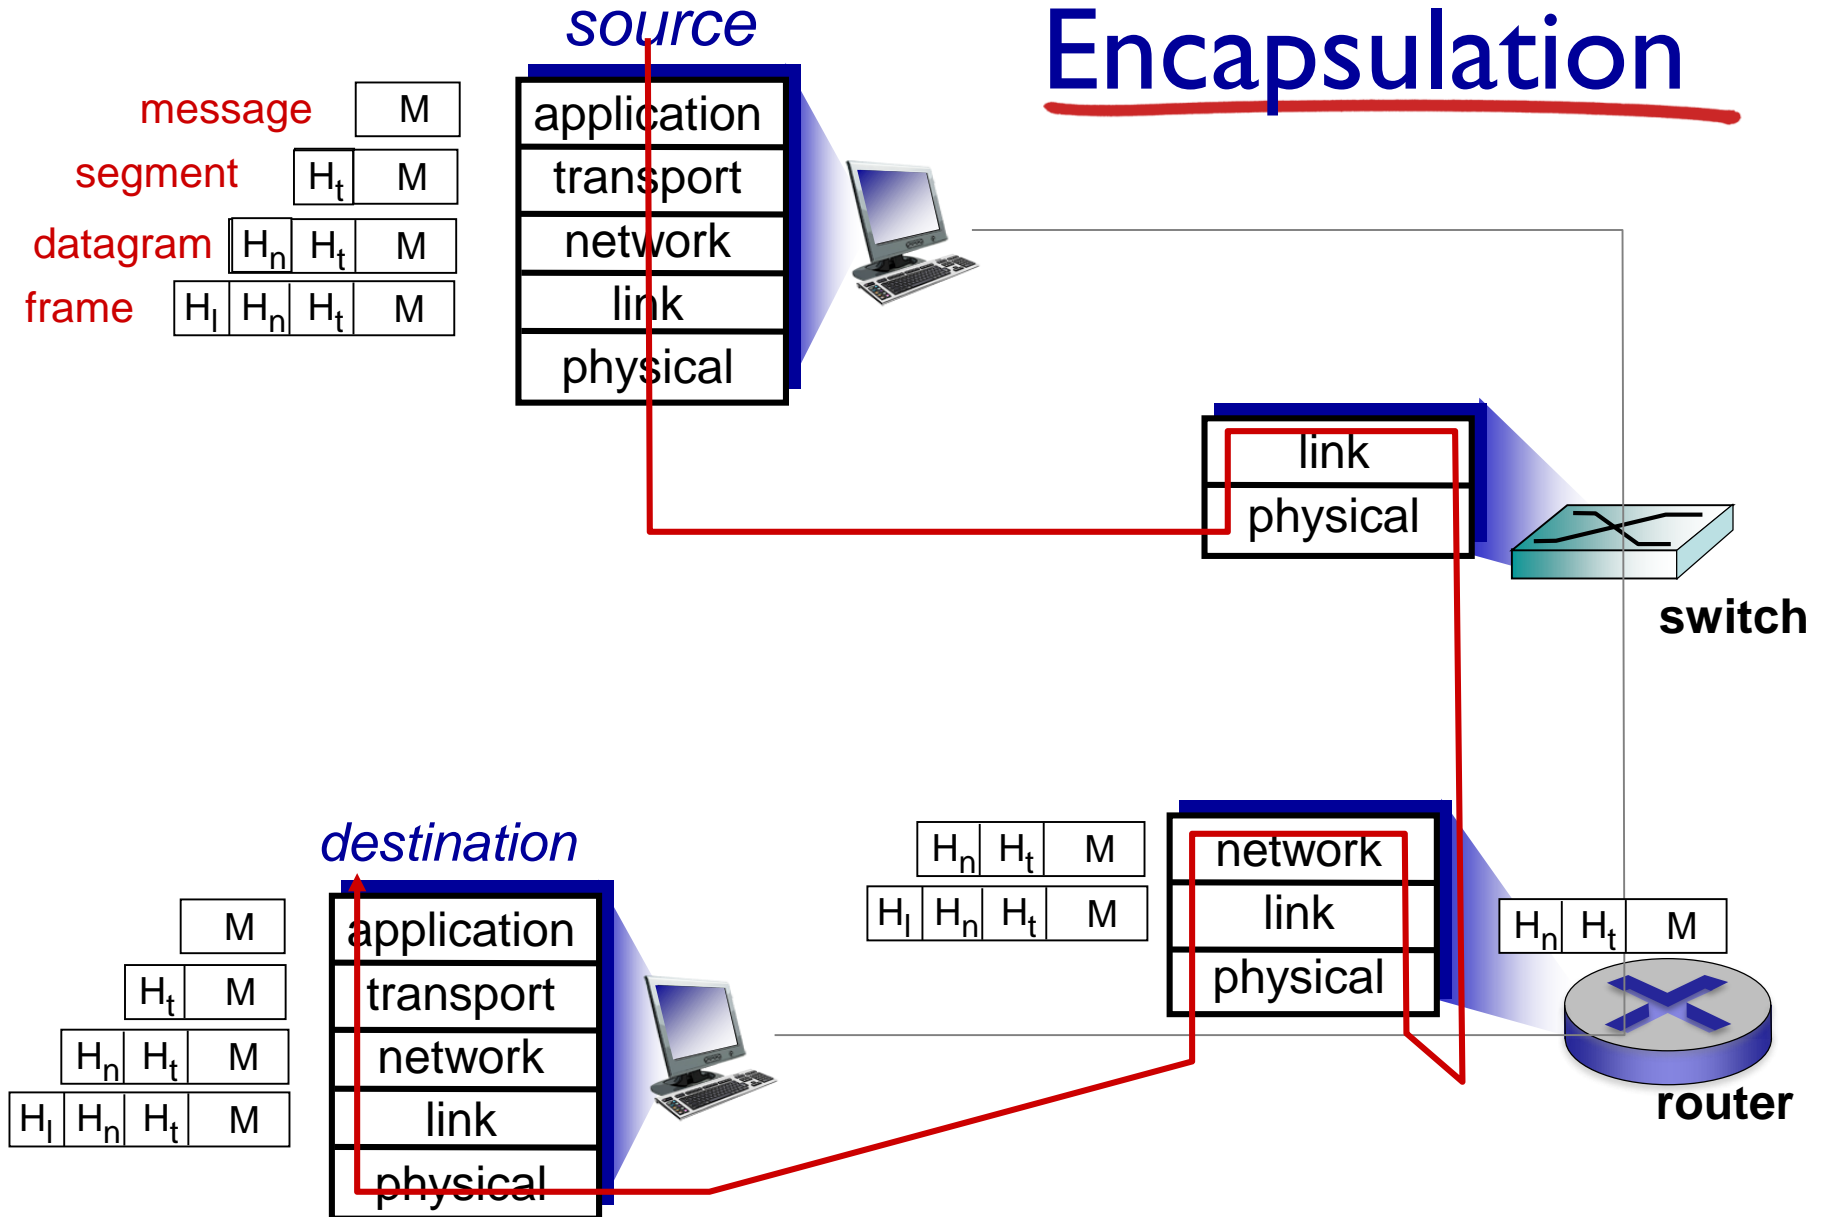 source
Encapsulation
message M
segment Ht M
datagram Hn Ht M
frame Hl Hn Ht M
application
transport
network
link
physical
link
physical
switch
destination
M
Ht M
Hn Ht M
Hl Hn Ht M
application
transport
network
link
physical
Hn Ht M
Hl Hn Ht M
network
link
physical
Hn Ht M
router